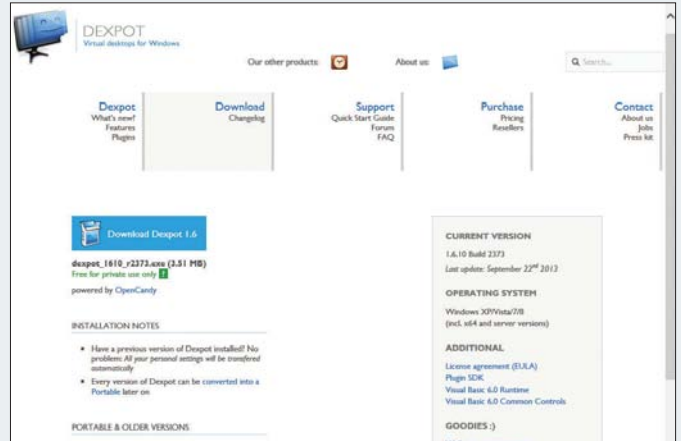 DEXPOT
Virtual desktops for Windows
Our other products:
About us:
Search...
Dexpot
What's new?
Features
Plugins
Download
Changelog
Support
Quick Start Guide
Forum
FAQ
Purchase
Pricing
Resellers
Contact
About us
Jobs
Press kit
Download Dexpot 1.6
dexpot_1610_r2373.exe (3.51 MB)
Free for private use only ?
powered by OpenCandy
INSTALLATION NOTES
Have a previous version of Dexpot installed? No
problem: All your personal settings will be transfered
automatically
Every version of Dexpot can be converted into a
Portable later on
PORTABLE & OLDER VERSIONS
CURRENT VERSION
1.6.10 Build 2373
Last update: September 22nd 2013
OPERATING SYSTEM
Windows XP/Vista/7/8
(incl. x64 and server versions)
ADDITIONAL
License agreement (EULA)
Plugin SDK
Visual Basic 6.0 Runtime
Visual Basic 6.0 Common Controls
GOODIES :)